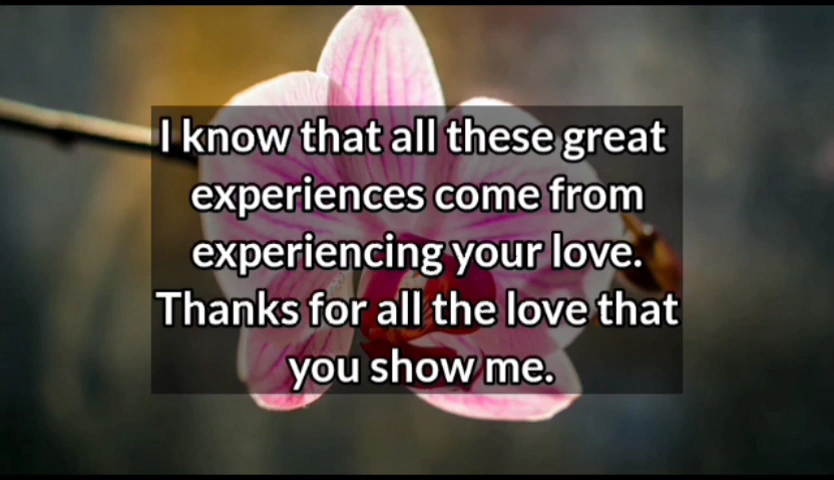 I know that all these great
experiences come from
experiencing your love.
Thanks for all the love that
you show me.